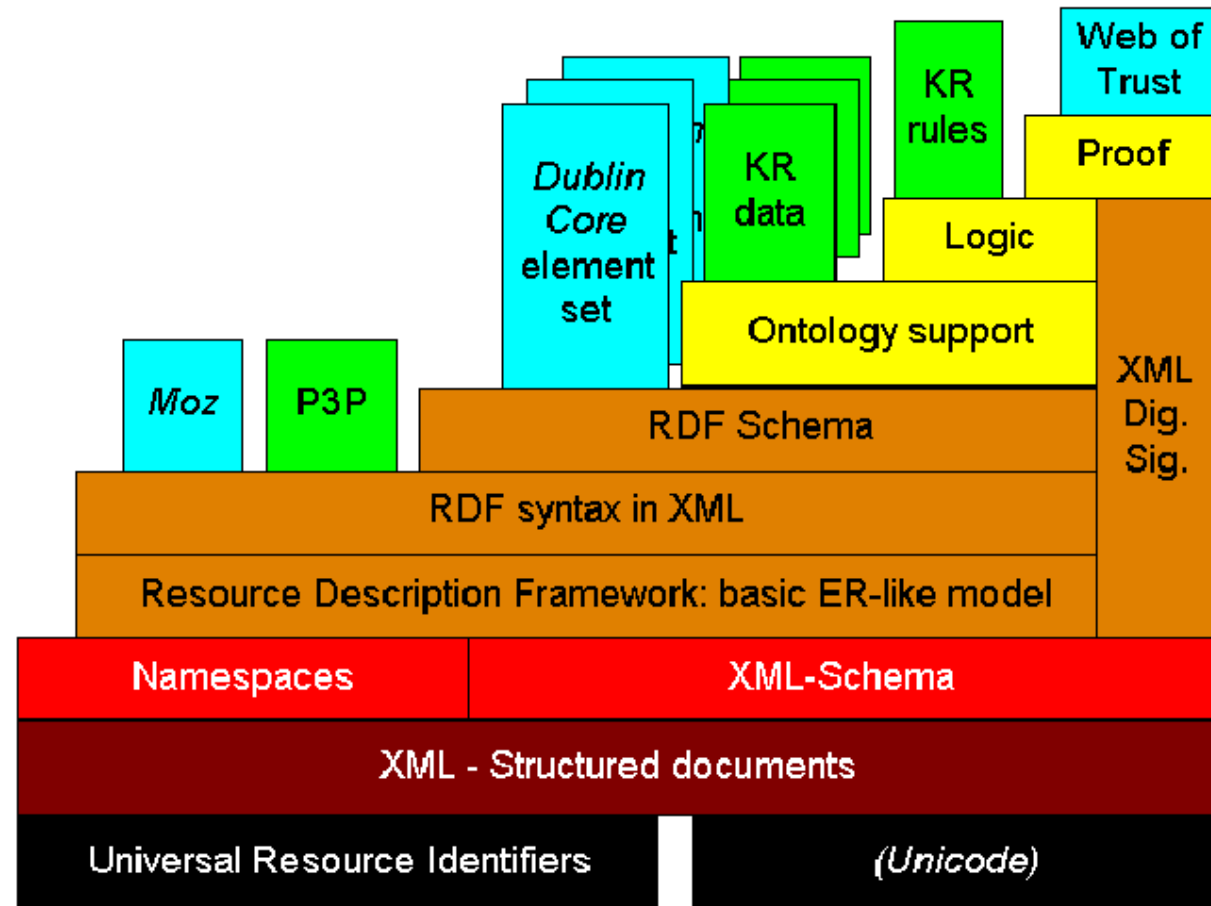 Web of
Trust
KR
rules
Proof
Dublin
Core
element
set
KR
data
Logic
Ontology support
XML
Dig.
Sig.
Moz
P3P
RDF Schema
RDF syntax in XML
Resource Description Framework: basic ER-like model
Namespaces
XML-Schema
XML - Structured documents
Universal Resource Identifiers
(Unicode)